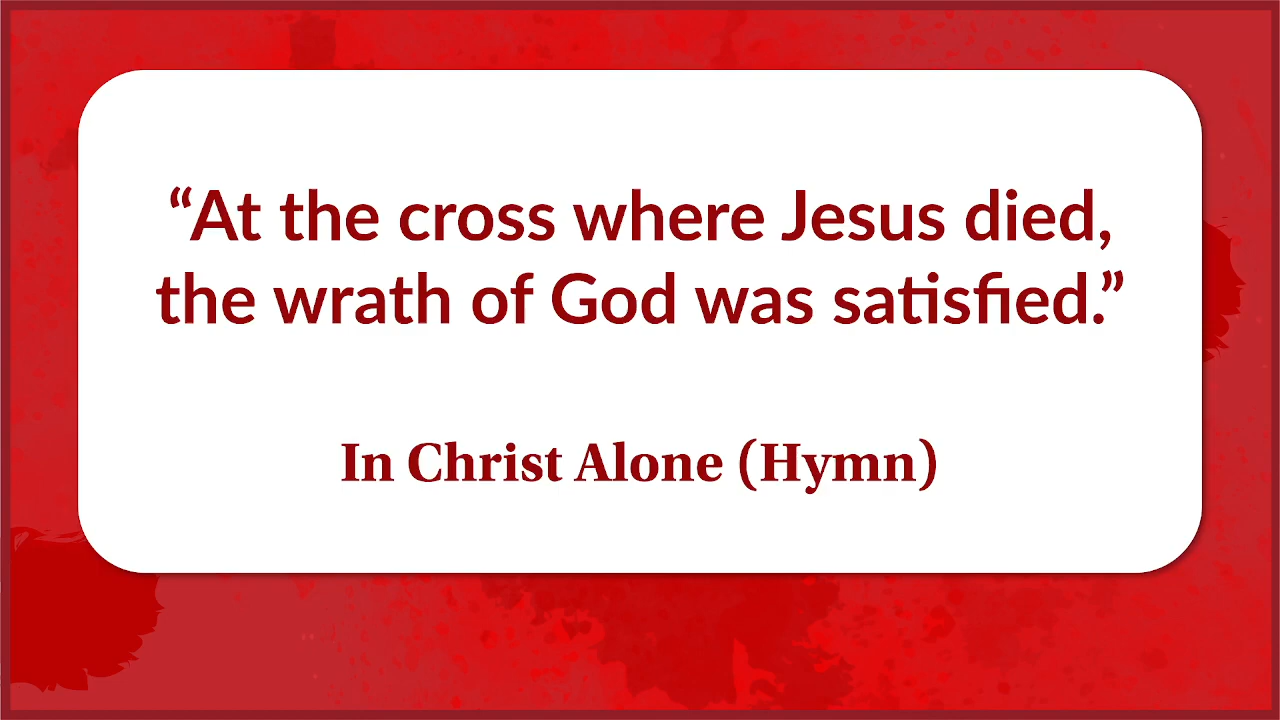 “At the cross where Jesus died,
the wrath of God was satisfied.”
In Christ Alone (Hymn)